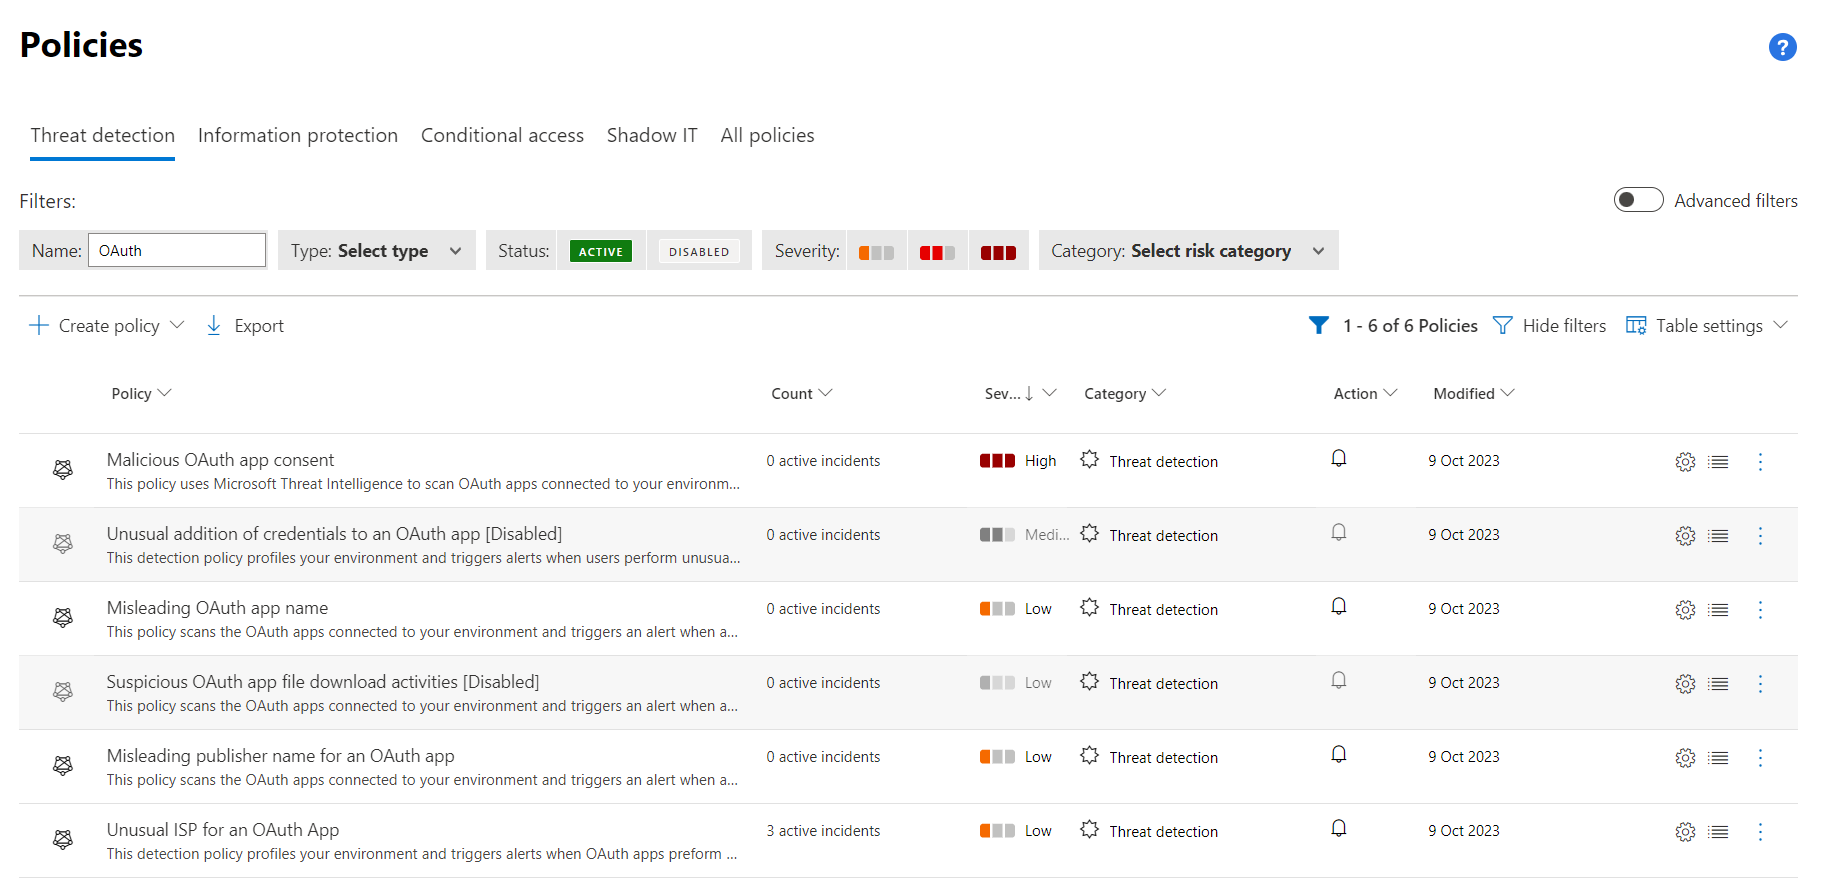 Policies
?
Threat detection Information protection Conditional access Shadow IT All policies
Filters:
Advanced filters
Name: OAuth Type: Select type Status: ACTIVE DISABLED Severity: Category: Select risk category
Create policy Export 1 - 6 of 6 Policies Hide filters Table settings
Policy Count Sev... Category Action Modified
Malicious OAuth app consent 0 active incidents High Threat detection 9 Oct 2023
This policy uses Microsoft Threat Intelligence to scan OAuth apps connected to your environm...
Unusual addition of credentials to an OAuth app [Disabled] 0 active incidents Medi... Threat detection 9 Oct 2023
This detection policy profiles your environment and triggers alerts when users perform unusua...
Misleading OAuth app name 0 active incidents Low Threat detection 9 Oct 2023
This policy scans the OAuth apps connected to your environment and triggers an alert when a...
Suspicious OAuth app file download activities [Disabled] 0 active incidents Low Threat detection 9 Oct 2023
This policy scans the OAuth apps connected to your environment and triggers an alert when a...
Misleading publisher name for an OAuth app 0 active incidents Low Threat detection 9 Oct 2023
This policy scans the OAuth apps connected to your environment and triggers an alert when a...
Unusual ISP for an OAuth App 3 active incidents Low Threat detection 9 Oct 2023
This detection policy profiles your environment and triggers alerts when OAuth apps preform ...